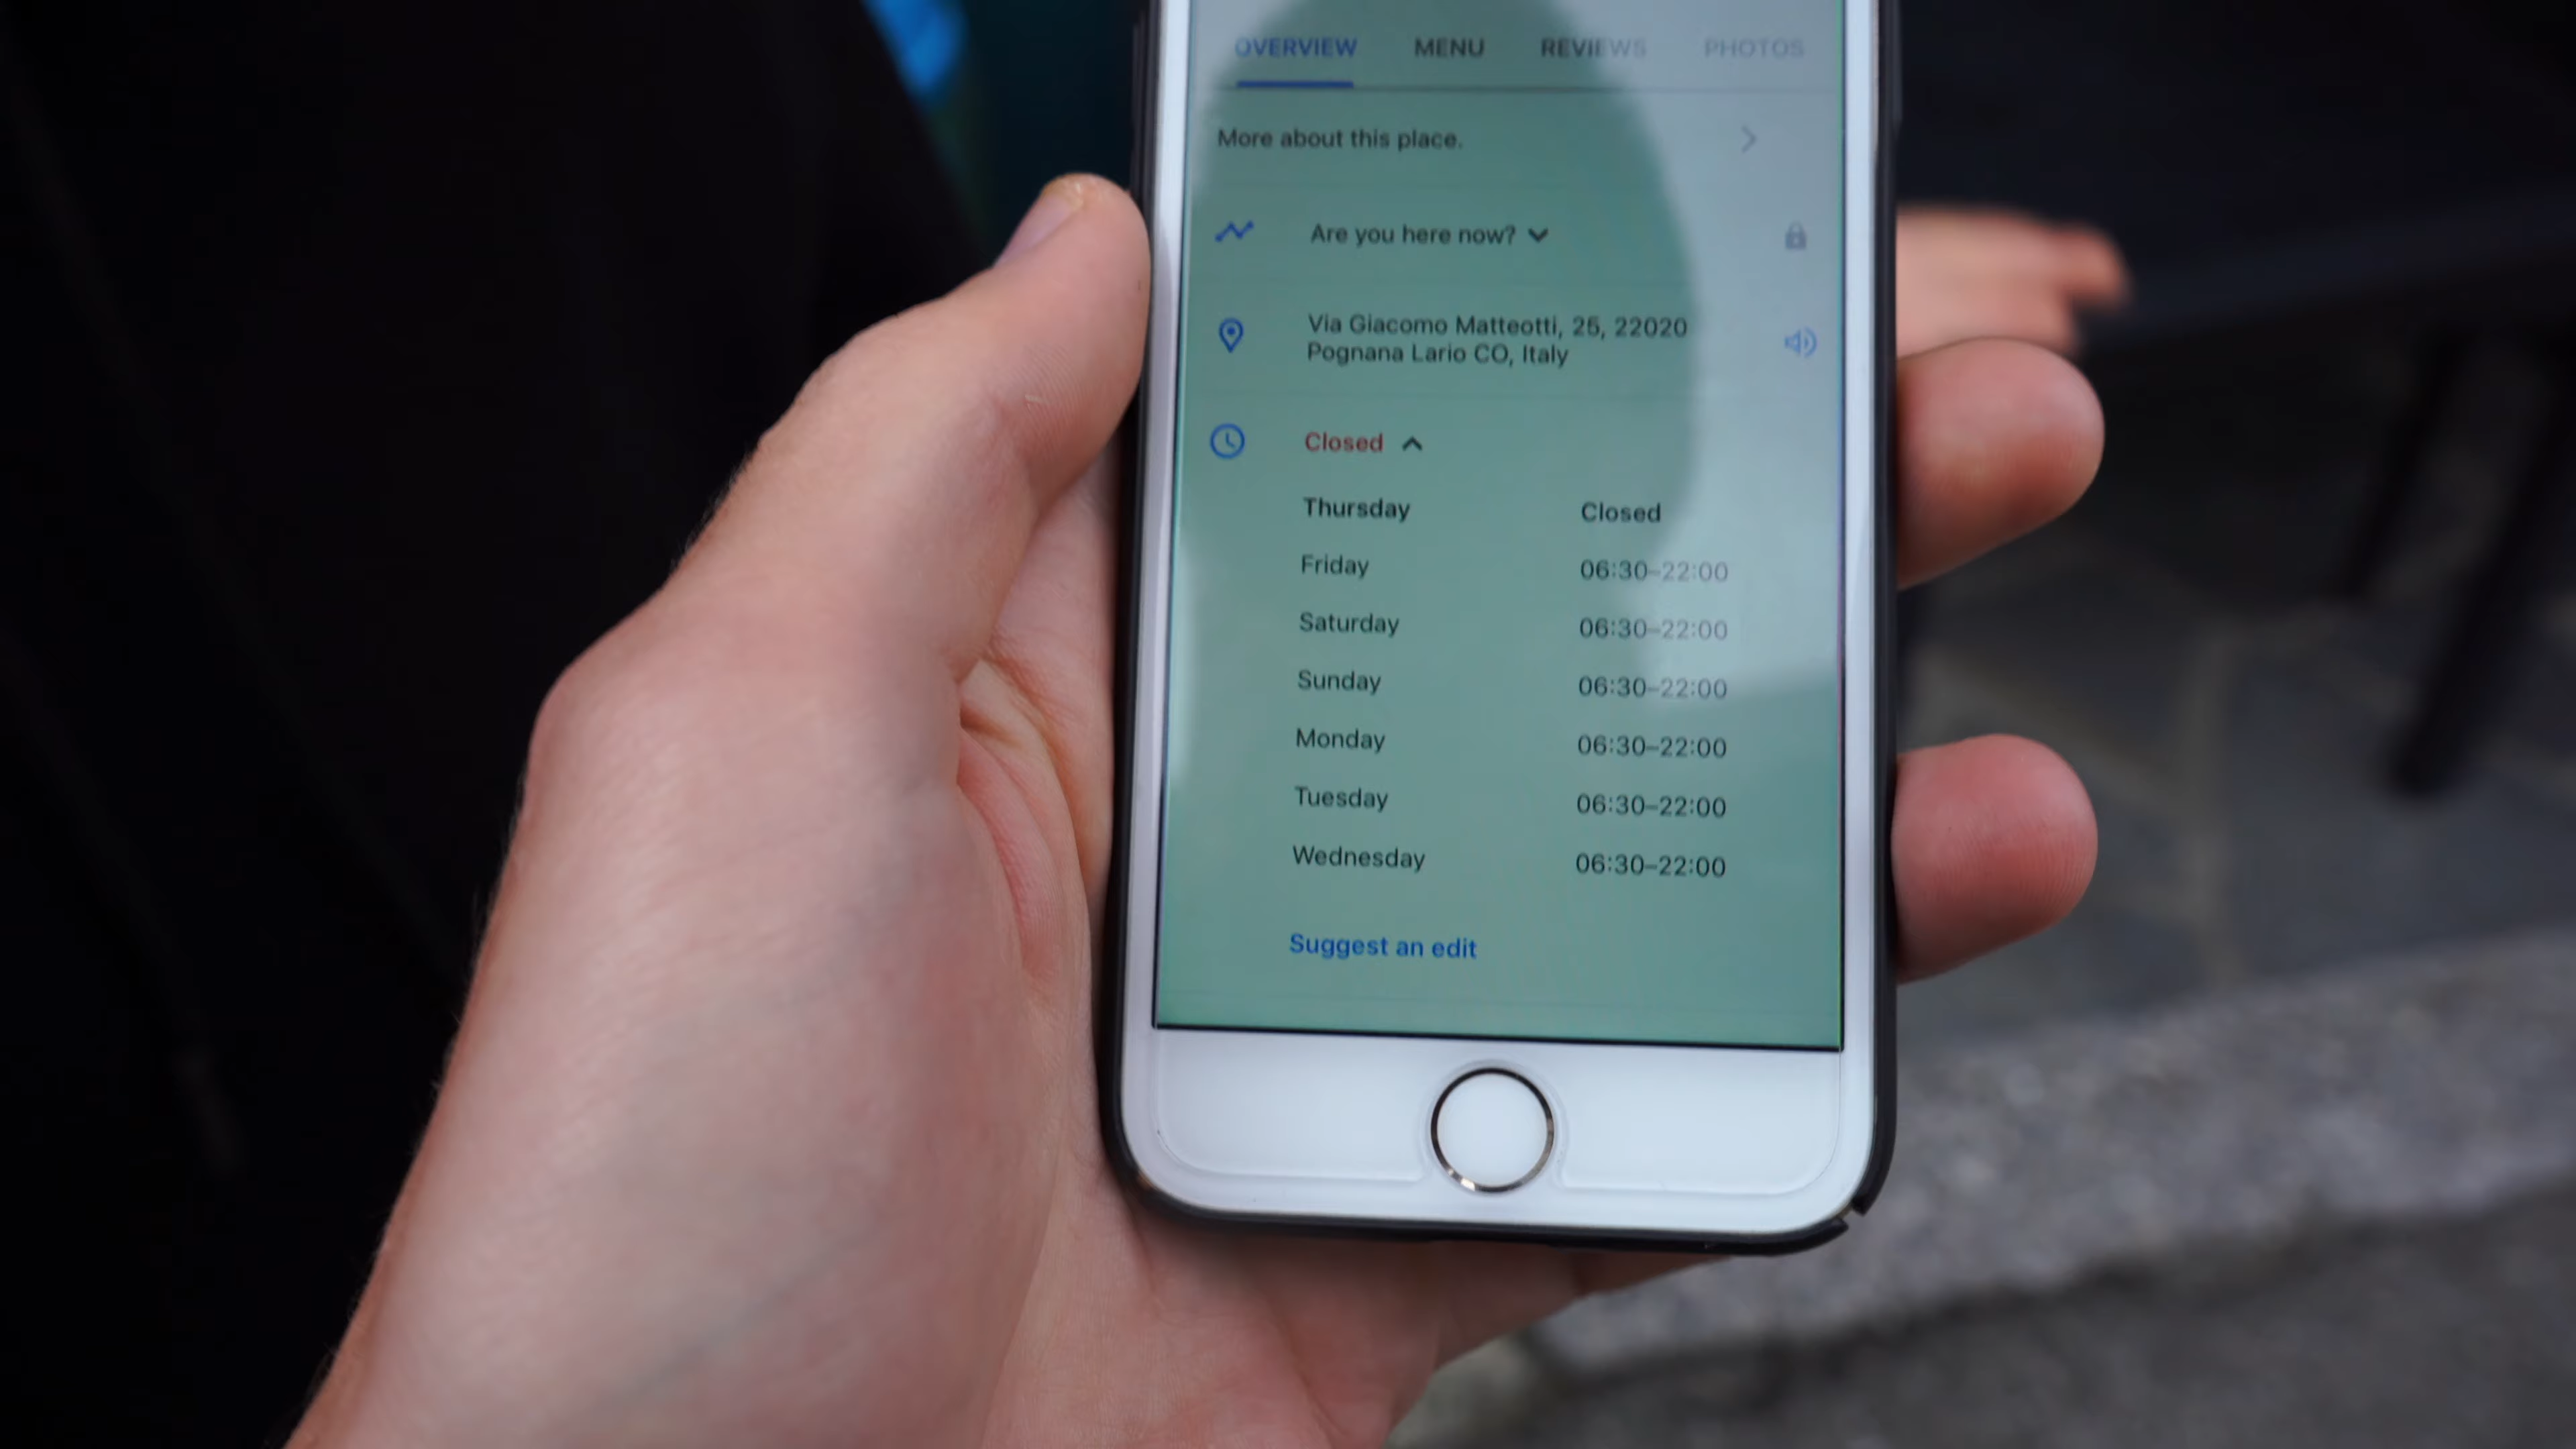 OVERVIEW MENU REVIEWS PHOTOS
More about this place.
Are you here now?
Via Giacomo Matteotti, 25, 22020
Pognana Lario CO, Italy
Closed
Thursday Closed
Friday 06:30–22:00
Saturday 06:30–22:00
Sunday 06:30–22:00
Monday 06:30–22:00
Tuesday 06:30–22:00
Wednesday 06:30–22:00
Suggest an edit